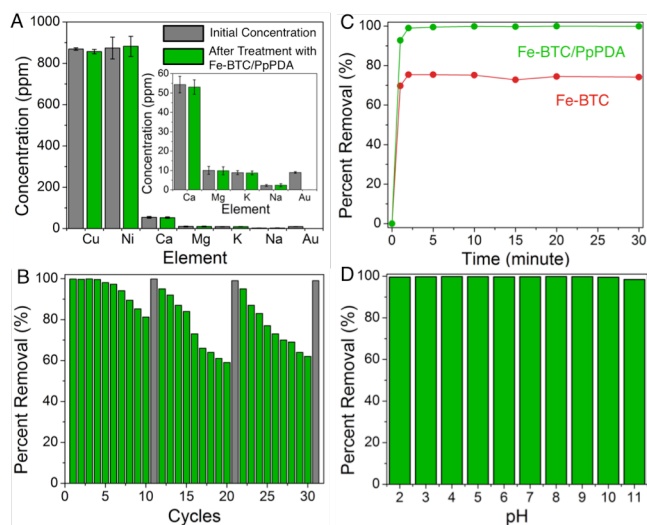 A
Concentration (ppm)
1000
800
600
400
200
0
Initial Concentration
After Treatment with
Fe-BTC/PpPDA
Concentration (ppm)
60
50
40
30
20
10
0
Ca Mg K Na Au
Element
Cu Ni Ca Mg K Na Au
Element
C
Percent Removal (%)
100
80
60
40
20
0
Fe-BTC/PpPDA
Fe-BTC
0 5 10 15 20 25 30
Time (minute)
B
Percent Removal (%)
100
80
60
40
20
0
0 5 10 15 20 25 30
Cycles
D
Percent Removal (%)
100
80
60
40
20
0
2 3 4 5 6 7 8 9 10 11
pH